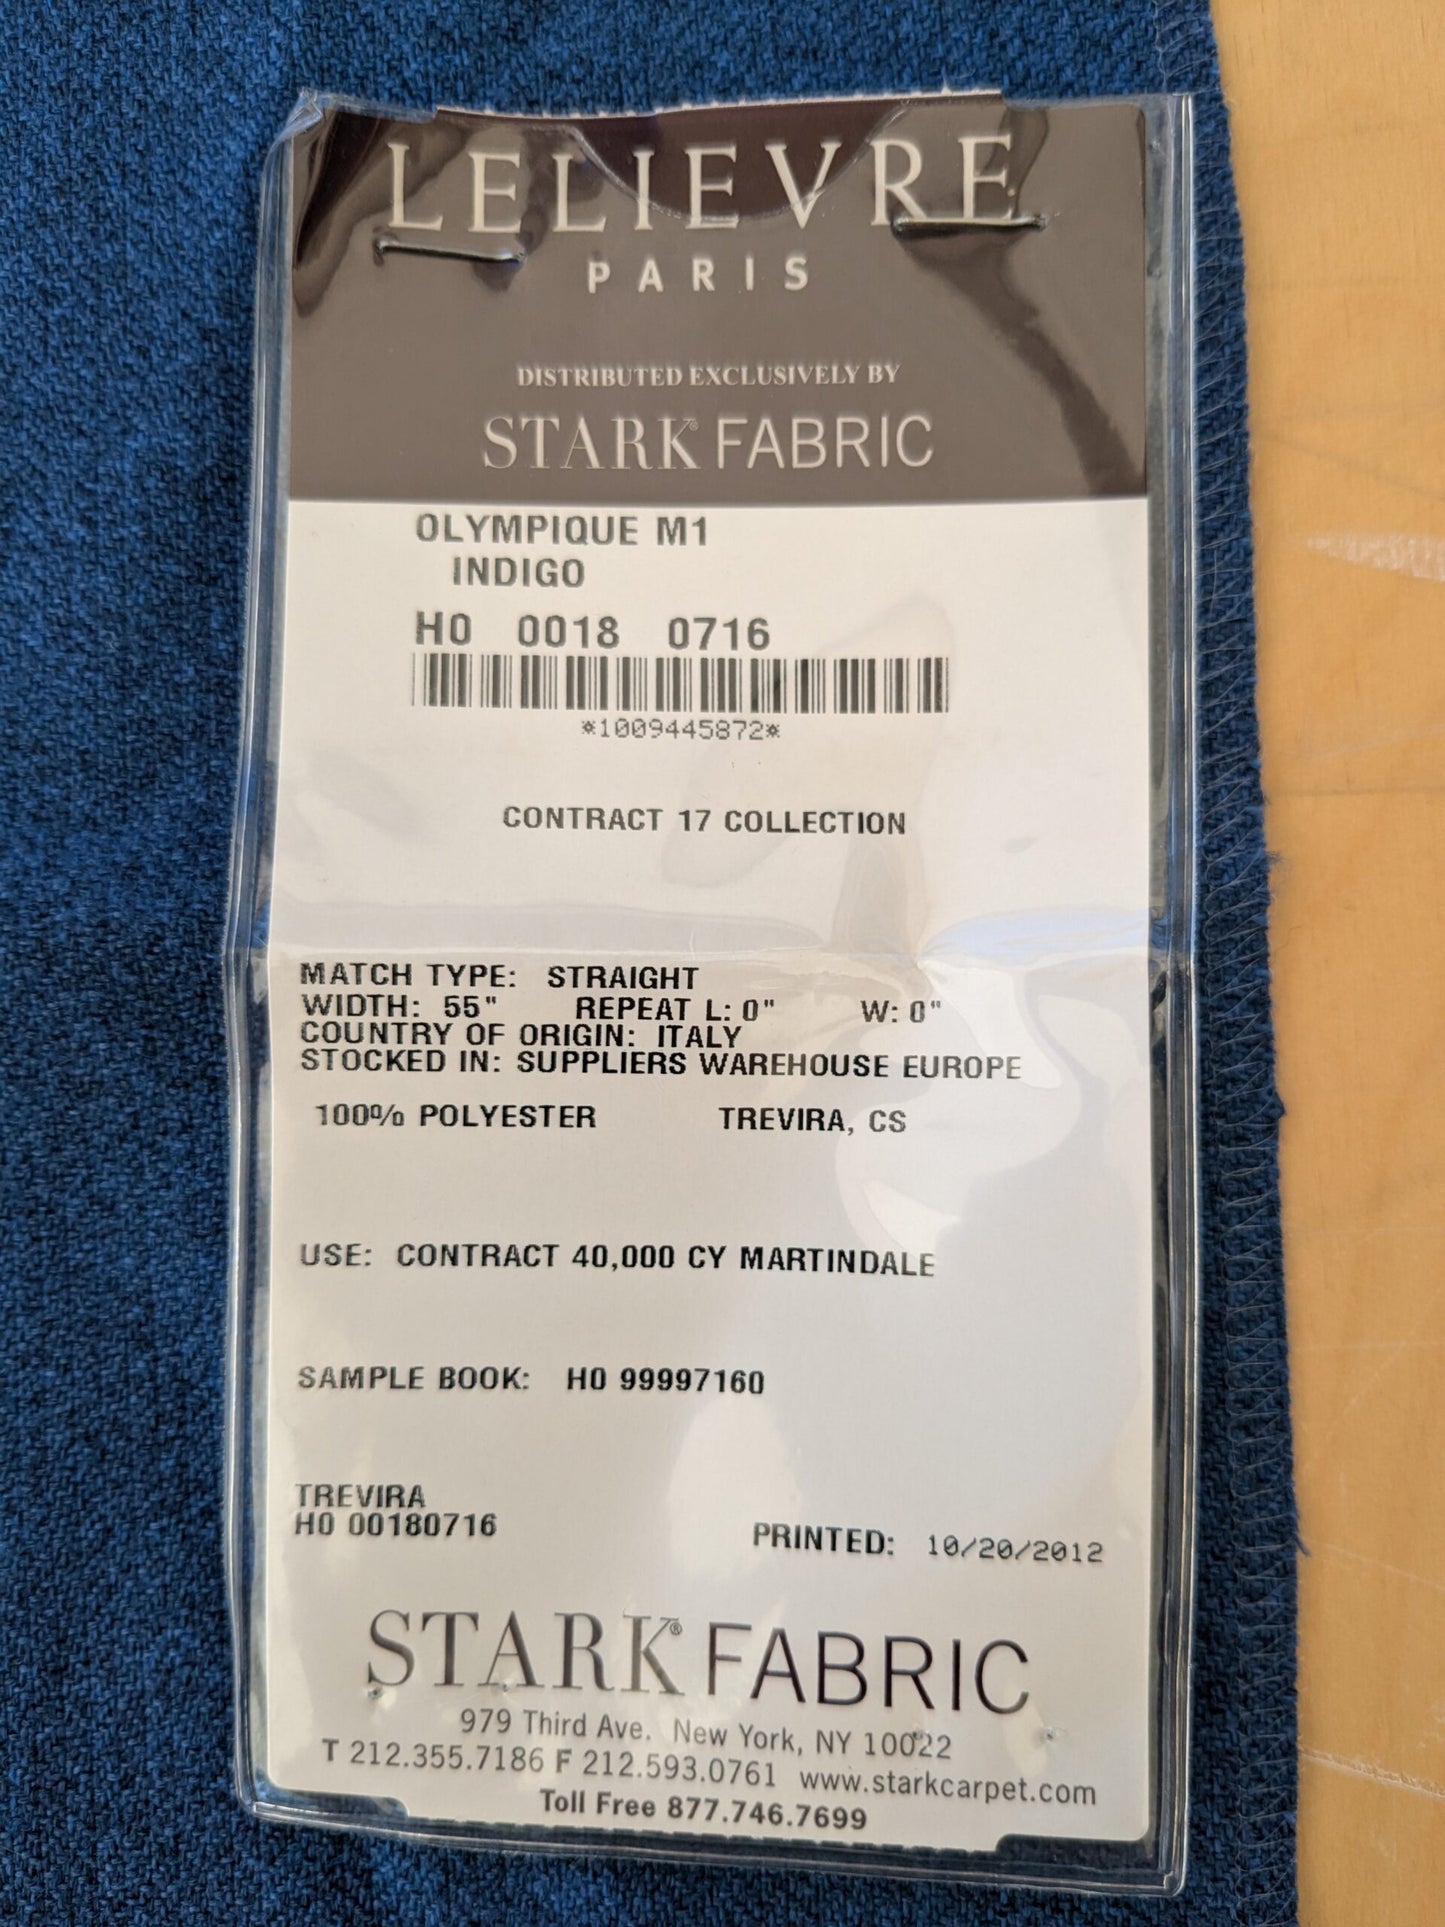 LELIEVRE
PARIS
DISTRIBUTED EXCLUSIVELY BY
STARK® FABRIC
OLYMPIQUE M1
INDIGO
H0 0018 0716
*1009445872*
CONTRACT 17 COLLECTION
MATCH TYPE: STRAIGHT
WIDTH: 55" REPEAT L: 0" W: 0"
COUNTRY OF ORIGIN: ITALY
STOCKED IN: SUPPLIERS WAREHOUSE EUROPE
100% POLYESTER TREVIRA, CS
USE: CONTRACT 40,000 CY MARTINDALE
SAMPLE BOOK: H0 99997160
TREVIRA
H0 00180716
PRINTED: 10/20/2012
STARK® FABRIC
979 Third Ave. New York, NY 10022
T 212.355.7186 F 212.593.0761 www.starkcarpet.com
Toll Free 877.746.7699